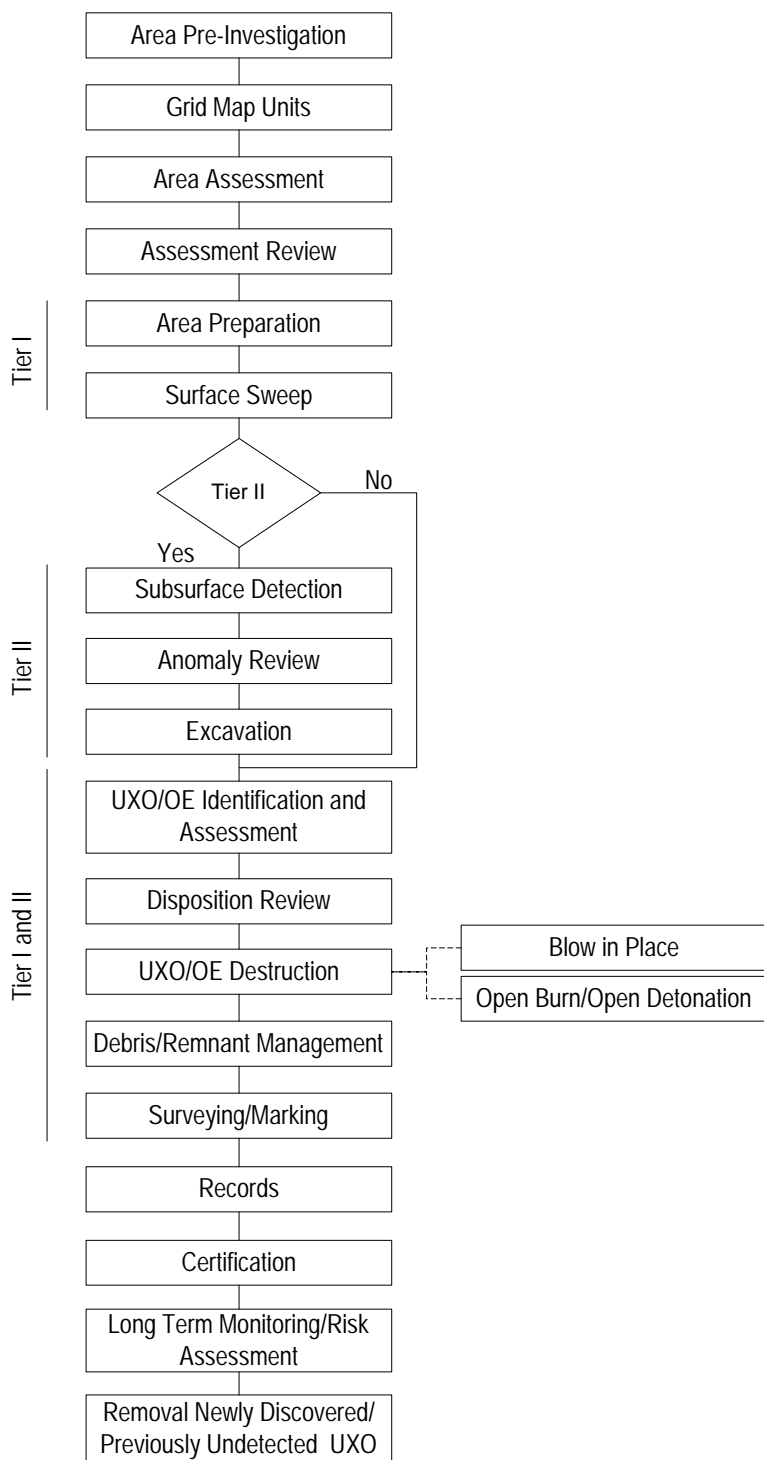 Area Pre-Investigation
Grid Map Units
Area Assessment
Assessment Review
Tier I
Area Preparation
Surface Sweep
Tier II
No
Yes
Tier II
Subsurface Detection
Anomaly Review
Excavation
Tier I and II
UXO/OE Identification and
Assessment
Disposition Review
UXO/OE Destruction
Blow in Place
Open Burn/Open Detonation
Debris/Remnant Management
Surveying/Marking
Records
Certification
Long Term Monitoring/Risk
Assessment
Removal Newly Discovered/
Previously Undetected UXO